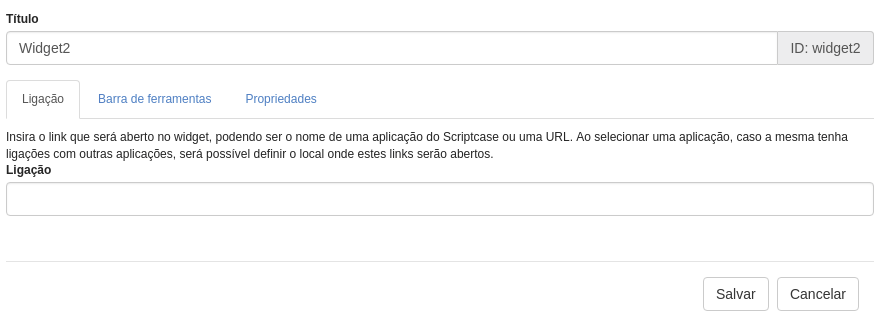 Título
Widget2 ID: widget2
Ligação Barra de ferramentas Propriedades
Insira o link que será aberto no widget, podendo ser o nome de uma aplicação do Scriptcase ou uma URL. Ao selecionar uma aplicação, caso a mesma tenha
ligações com outras aplicações, será possível definir o local onde estes links serão abertos.
Ligação
Salvar Cancelar